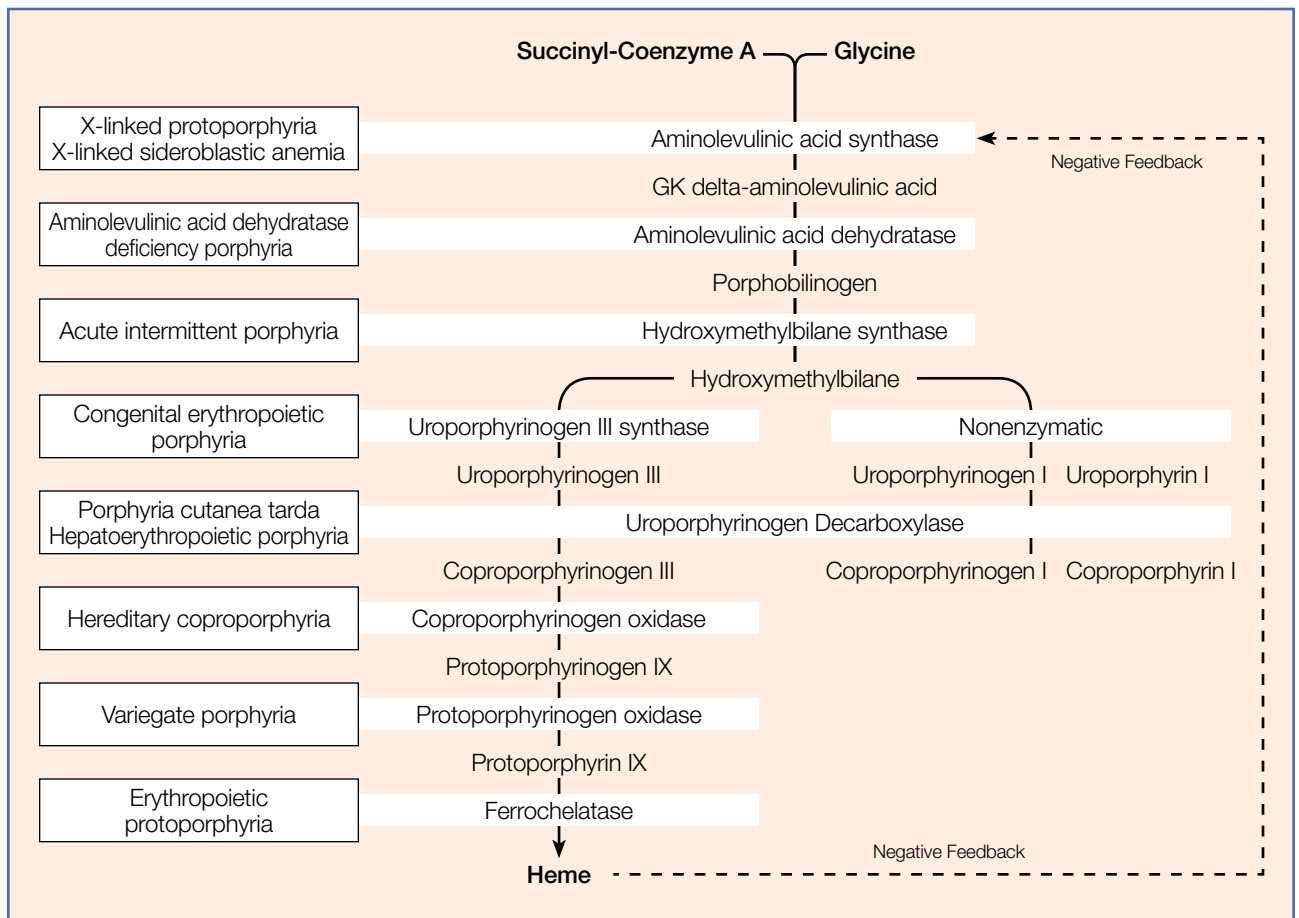 Succinyl-Coenzyme A Glycine
X-linked protoporphyria
X-linked sideroblastic anemia
Aminolevulinic acid synthase
Negative Feedback
GK delta-aminolevulinic acid
Aminolevulinic acid dehydratase
deficiency porphyria
Aminolevulinic acid dehydratase
Porphobilinogen
Acute intermittent porphyria
Hydroxymethylbilane synthase
Hydroxymethylbilane
Congenital erythropoietic
porphyria
Uroporphyrinogen III synthase
Nonenzymatic
Uroporphyrinogen III
Uroporphyrinogen I Uroporphyrin I
Porphyria cutanea tarda
Hepatoerythropoietic porphyria
Uroporphyrinogen Decarboxylase
Coproporphyrinogen III
Coproporphyrinogen I Coproporphyrin I
Hereditary coproporphyria
Coproporphyrinogen oxidase
Protoporphyrinogen IX
Variegate porphyria
Protoporphyrinogen oxidase
Protoporphyrin IX
Erythropoietic
protoporphyria
Ferrochelatase
Negative Feedback
Heme